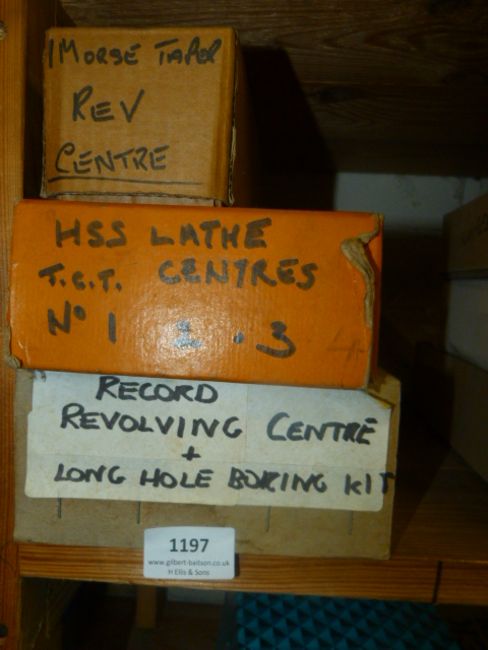 1 MORSE TAPER
REV
CENTRE
HSS LATHE
T.C.T. CENTRES
No 1 2 . 3 4
RECORD
REVOLVING CENTRE
+
LONG HOLE BORING KIT
1197
www.gilbert-baitson.co.uk
H Ellis & Sons